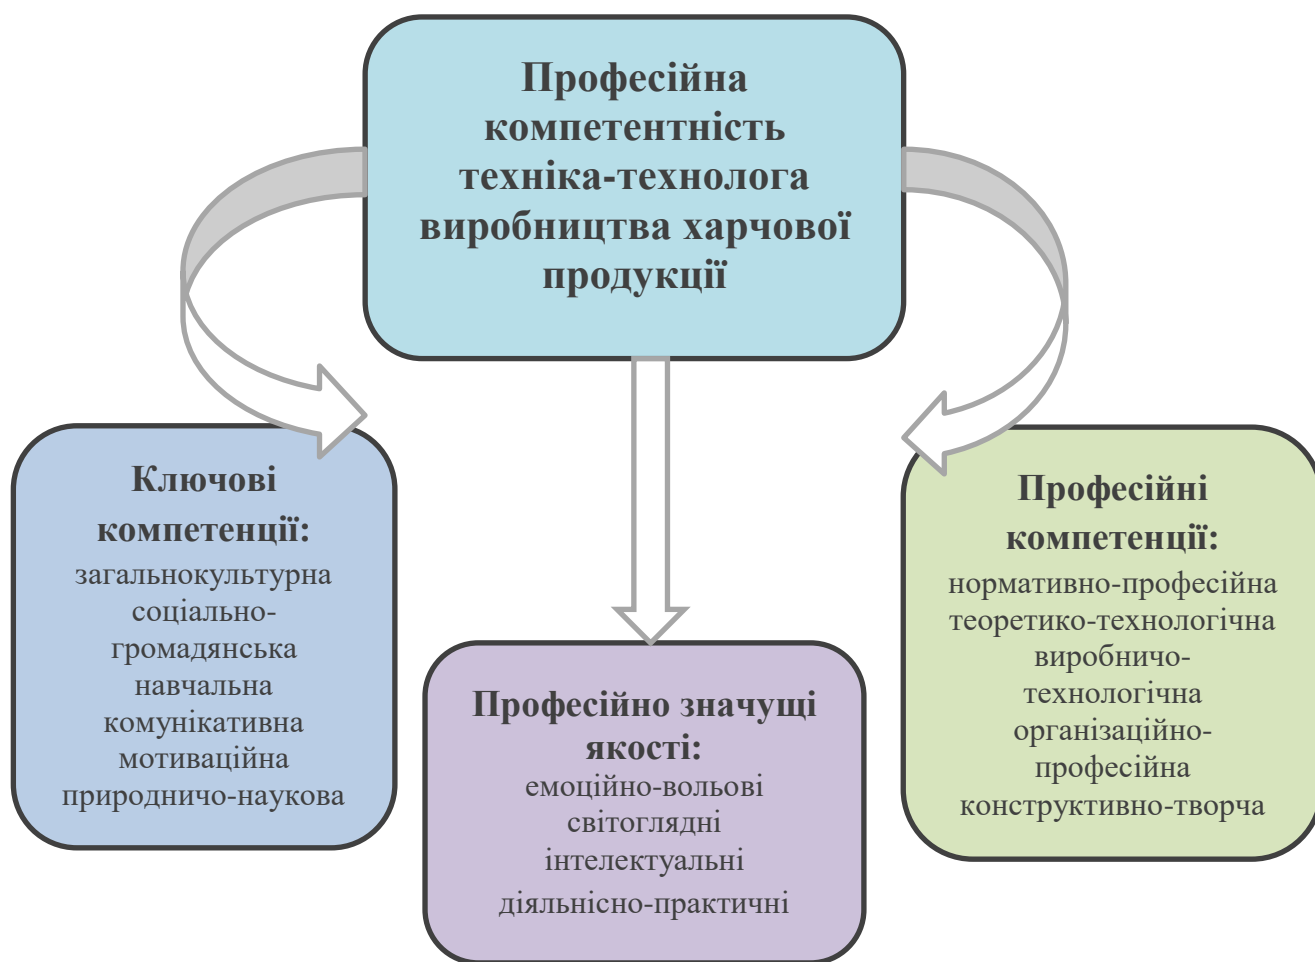 Професійна
компетентність
техніка-технолога
виробництва харчової
продукції
Ключові
компетенції:
загальнокультурна
соціально-
громадянська
навчальна
комунікативна
мотиваційна
природничо-наукова
Професійно значущі
якості:
емоційно-вольові
світоглядні
інтелектуальні
діяльнісно-практичні
Професійні
компетенції:
нормативно-професійна
теоретико-технологічна
виробничо-
технологічна
організаційно-
професійна
конструктивно-творча